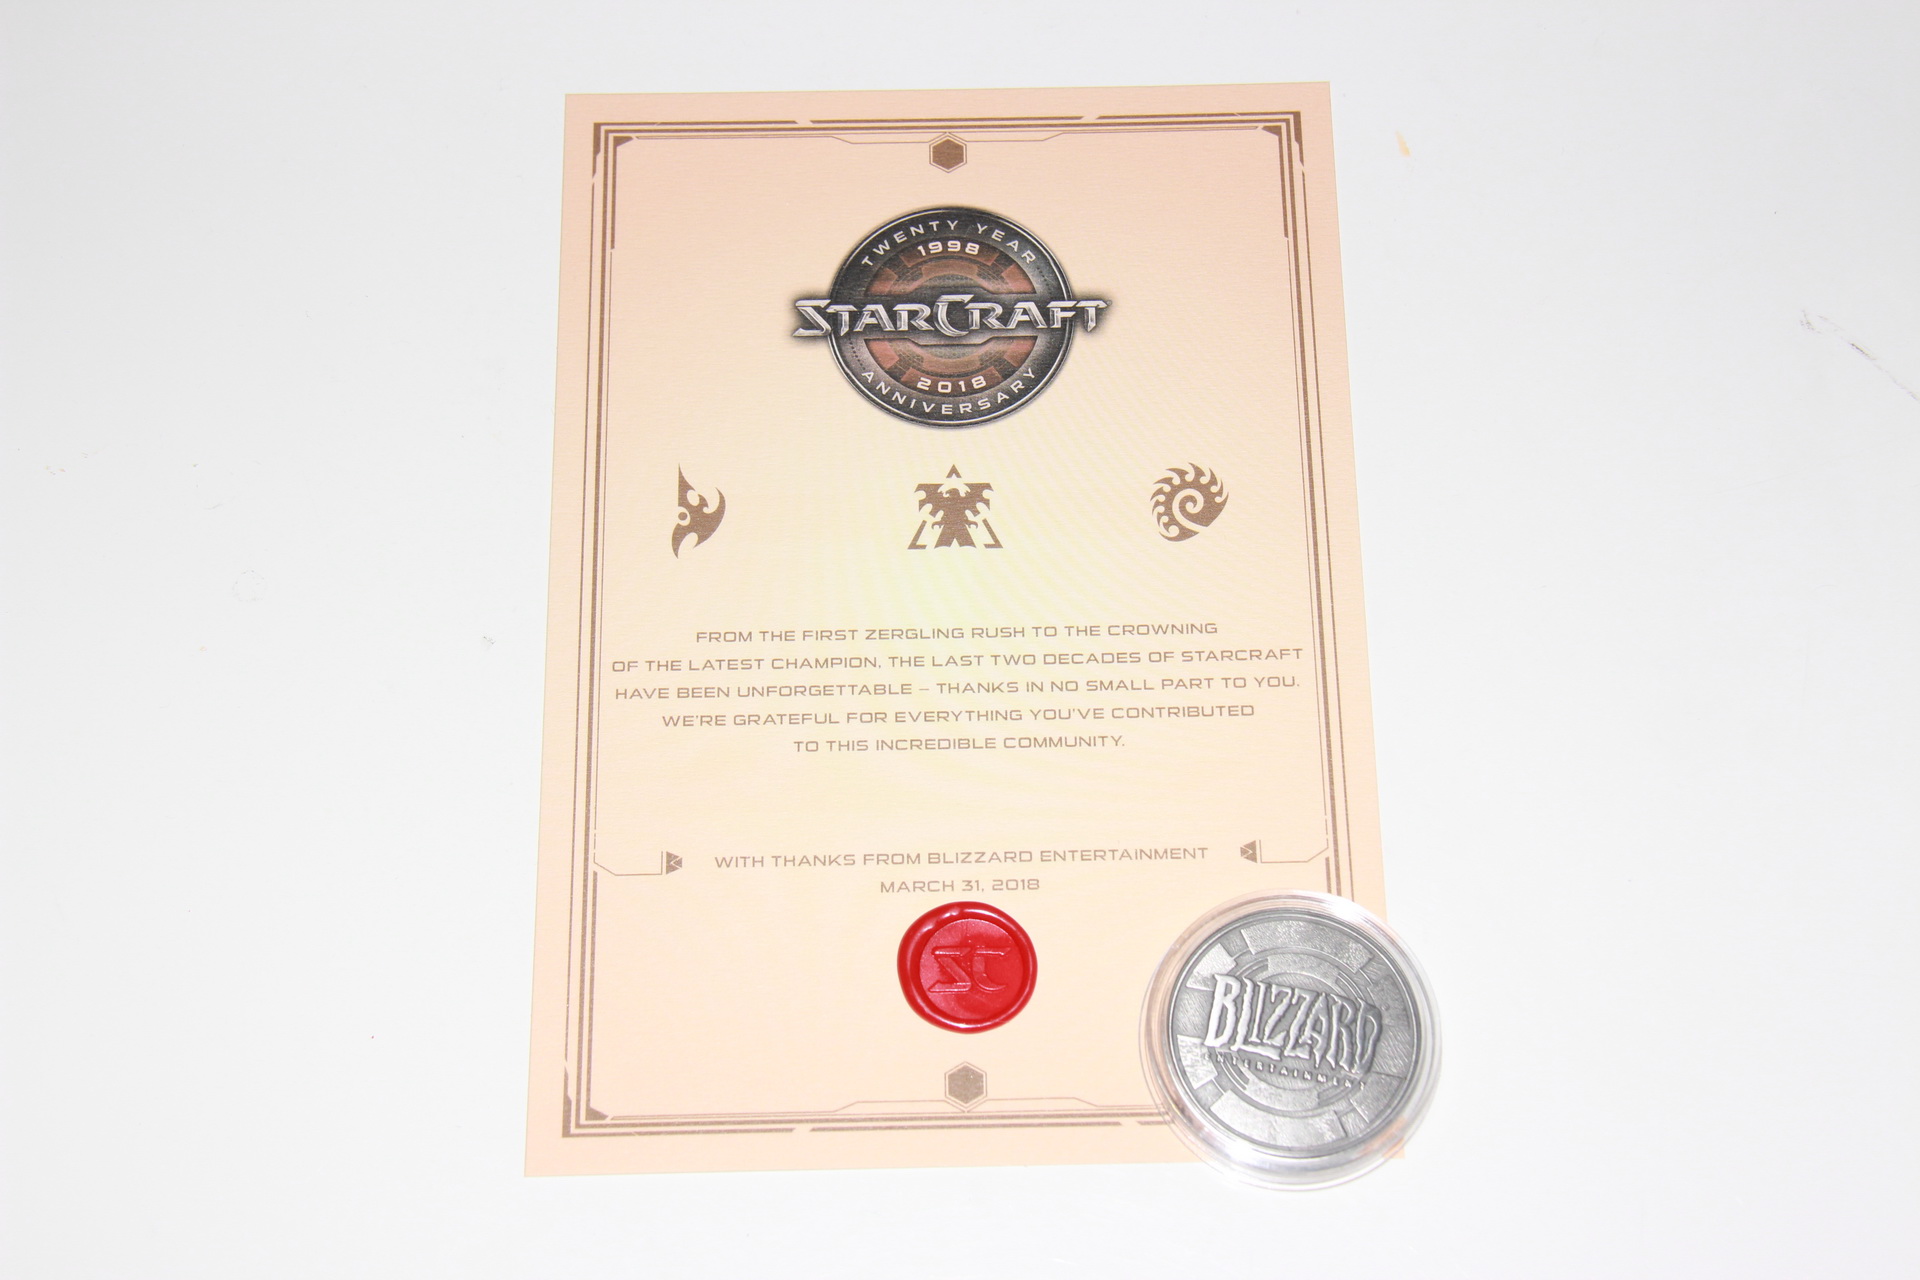 TWENTY YEAR
1998
STARCRAFT
2018
ANNIVERSARY
FROM THE FIRST ZERGLING RUSH TO THE CROWNING
OF THE LATEST CHAMPION, THE LAST TWO DECADES OF STARCRAFT
HAVE BEEN UNFORGETTABLE – THANKS IN NO SMALL PART TO YOU.
WE'RE GRATEFUL FOR EVERYTHING YOU'VE CONTRIBUTED
TO THIS INCREDIBLE COMMUNITY.
WITH THANKS FROM BLIZZARD ENTERTAINMENT
MARCH 31, 2018
SC
BLIZZARD
ENTERTAINMENT